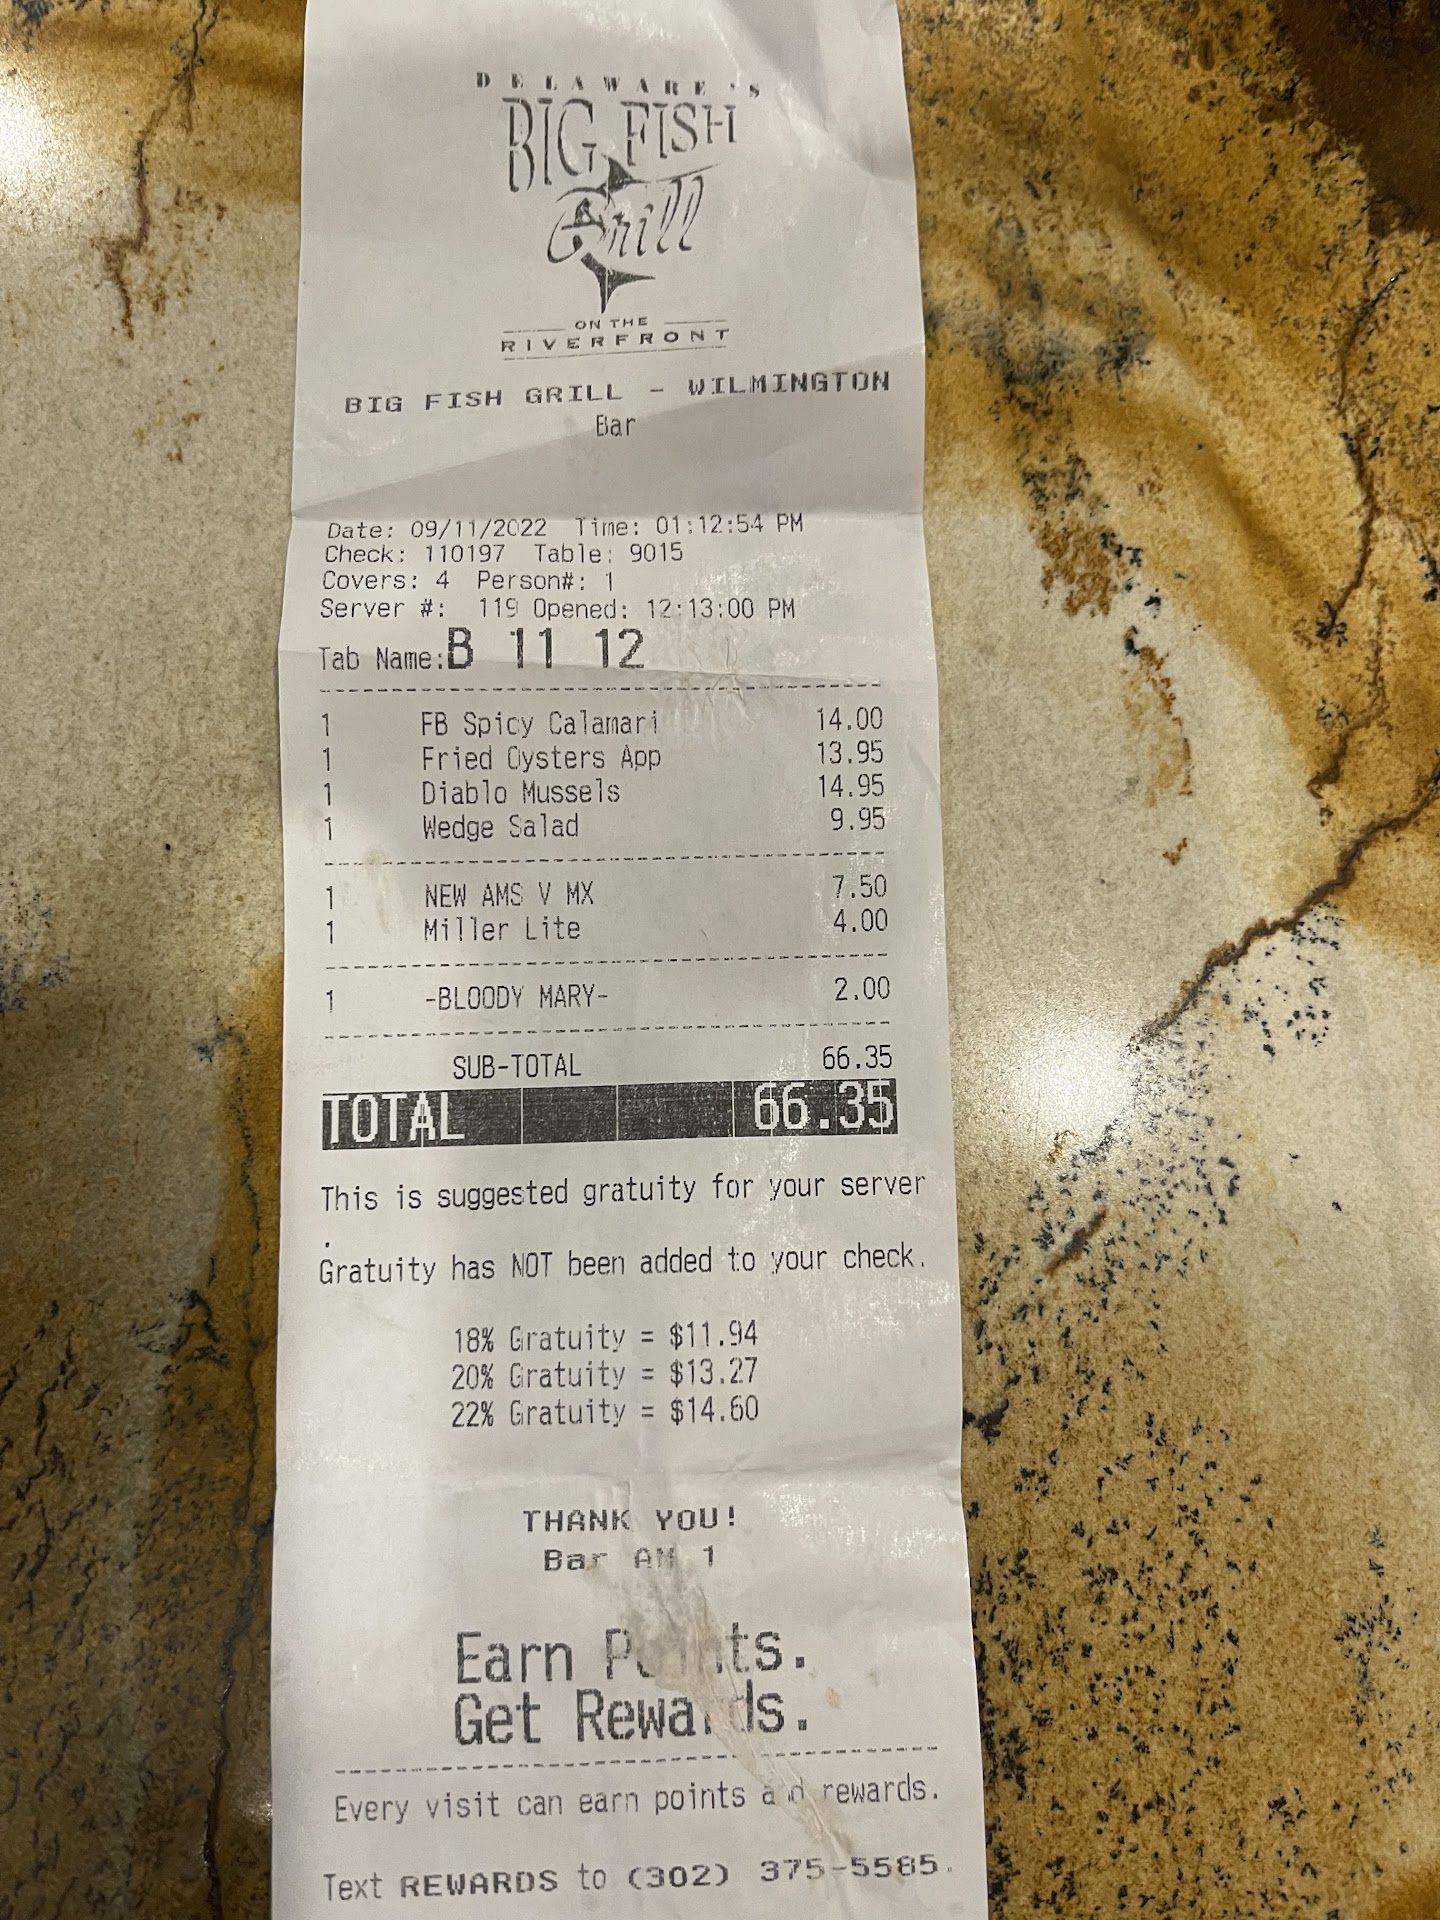 DELAWARE'S
BIG FISH
Grill
ON THE
RIVERFRONT
BIG FISH GRILL - WILMINGTON
Bar
Date: 09/11/2022 Time: 01:12:54 PM
Check: 110197 Table: 9015
Covers: 4 Person#: 1
Server #: 119 Opened: 12:13:00 PM
Tab Name:B 11 12
1 FB Spicy Calamari 14.00
1 Fried Oysters App 13.95
1 Diablo Mussels 14.95
1 Wedge Salad 9.95
1 NEW AMS V MX 7.50
1 Miller Lite 4.00
1 -BLOODY MARY- 2.00
SUB-TOTAL 66.35
TOTAL 66.35
This is suggested gratuity for your server
.
Gratuity has NOT been added to your check.
18% Gratuity = $11.94
20% Gratuity = $13.27
22% Gratuity = $14.60
THANK YOU!
Bar AM 1
Earn Points.
Get Rewards.
Every visit can earn points and rewards.
Text REWARDS to (302) 375-5585.